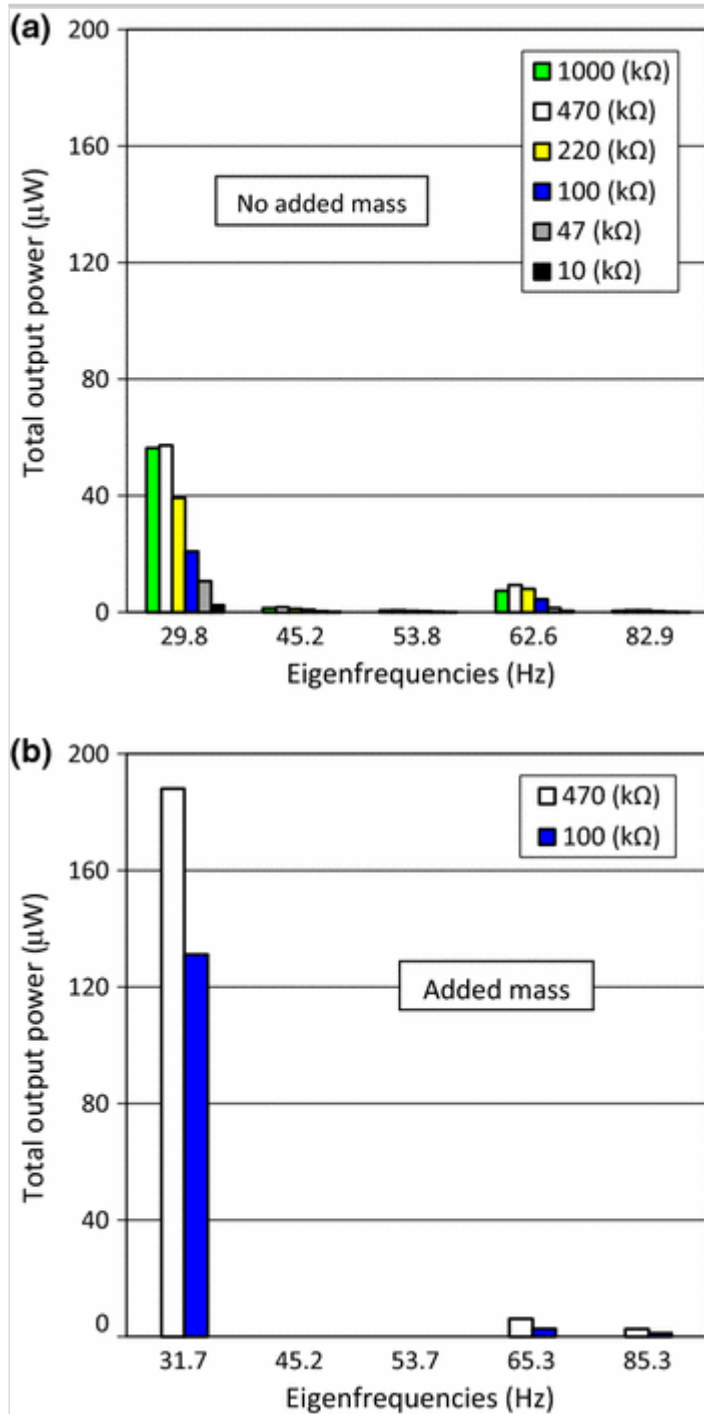 (a)
200
160
120
80
40
0
Total output power (μW)
No added mass
1000 (kΩ)
470 (kΩ)
220 (kΩ)
100 (kΩ)
47 (kΩ)
10 (kΩ)
29.8 45.2 53.8 62.6 82.9
Eigenfrequencies (Hz)
(b)
200
160
120
80
40
0
Total output power (μW)
470 (kΩ)
100 (kΩ)
Added mass
31.7 45.2 53.7 65.3 85.3
Eigenfrequencies (Hz)